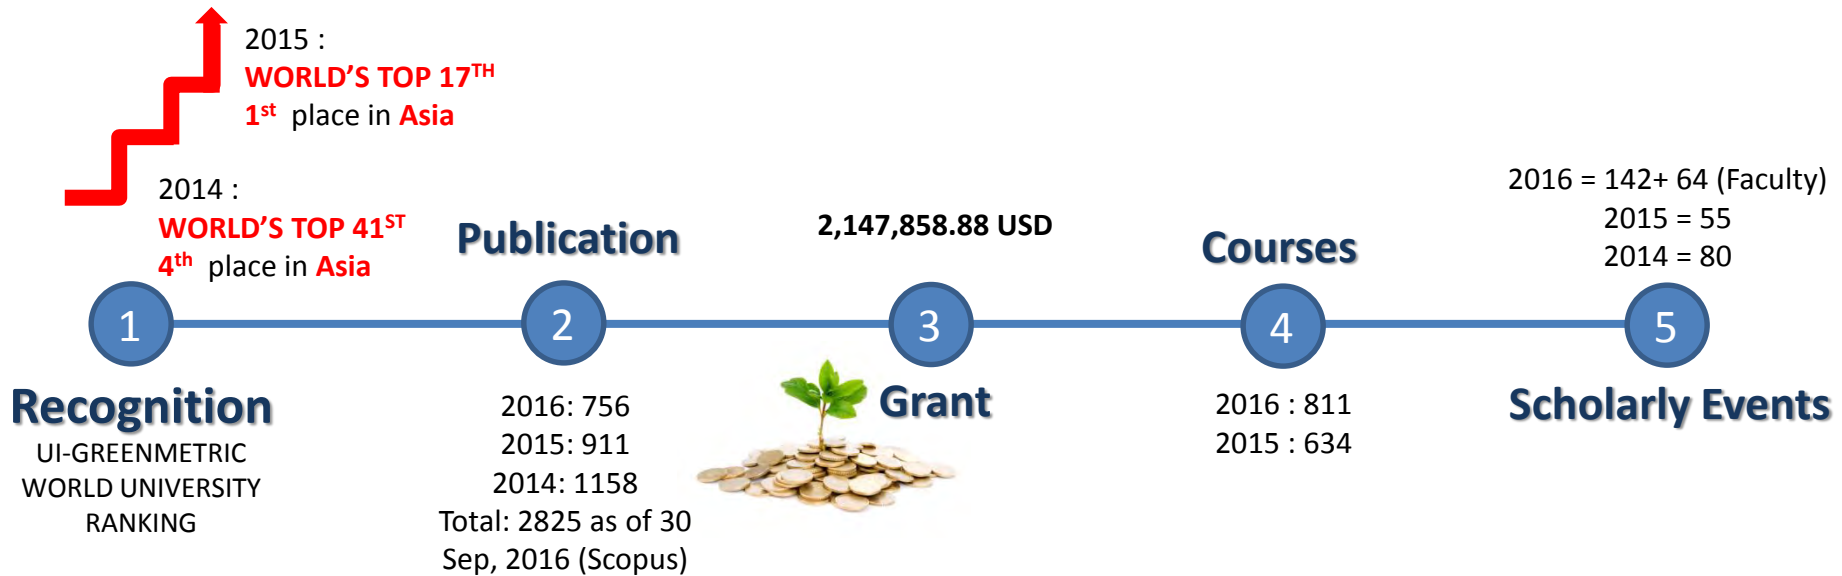 2015 :
WORLD'S TOP 17TH
1st place in Asia
2014 :
WORLD'S TOP 41ST
4th place in Asia
1
Recognition
UI-GREENMETRIC
WORLD UNIVERSITY
RANKING
Publication
2
2016: 756
2015: 911
2014: 1158
Total: 2825 as of 30
Sep, 2016 (Scopus)
2,147,858.88 USD
3
Grant
Courses
4
2016 : 811
2015 : 634
2016 = 142+ 64 (Faculty)
2015 = 55
2014 = 80
5
Scholarly Events